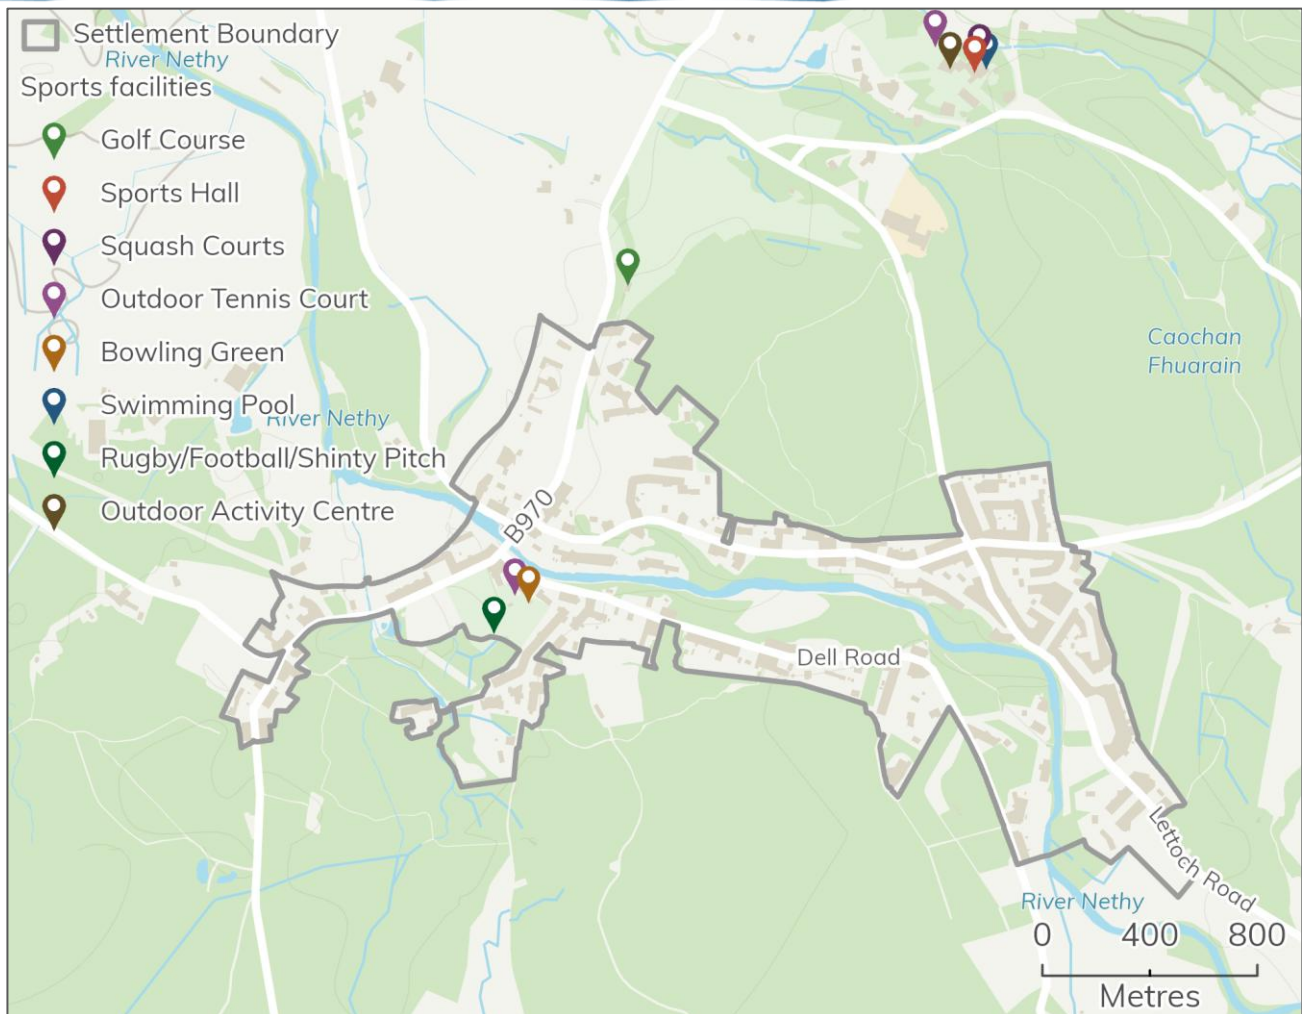 Settlement Boundary
River Nethy
Sports facilities
Golf Course
Sports Hall
Squash Courts
Outdoor Tennis Court
Bowling Green
Swimming Pool
Rugby/Football/Shinty Pitch
Outdoor Activity Centre
Caochan
Fhuarain
River Nethy
B970
Dell Road
Lettoch Road
River Nethy
0 400 800
Metres